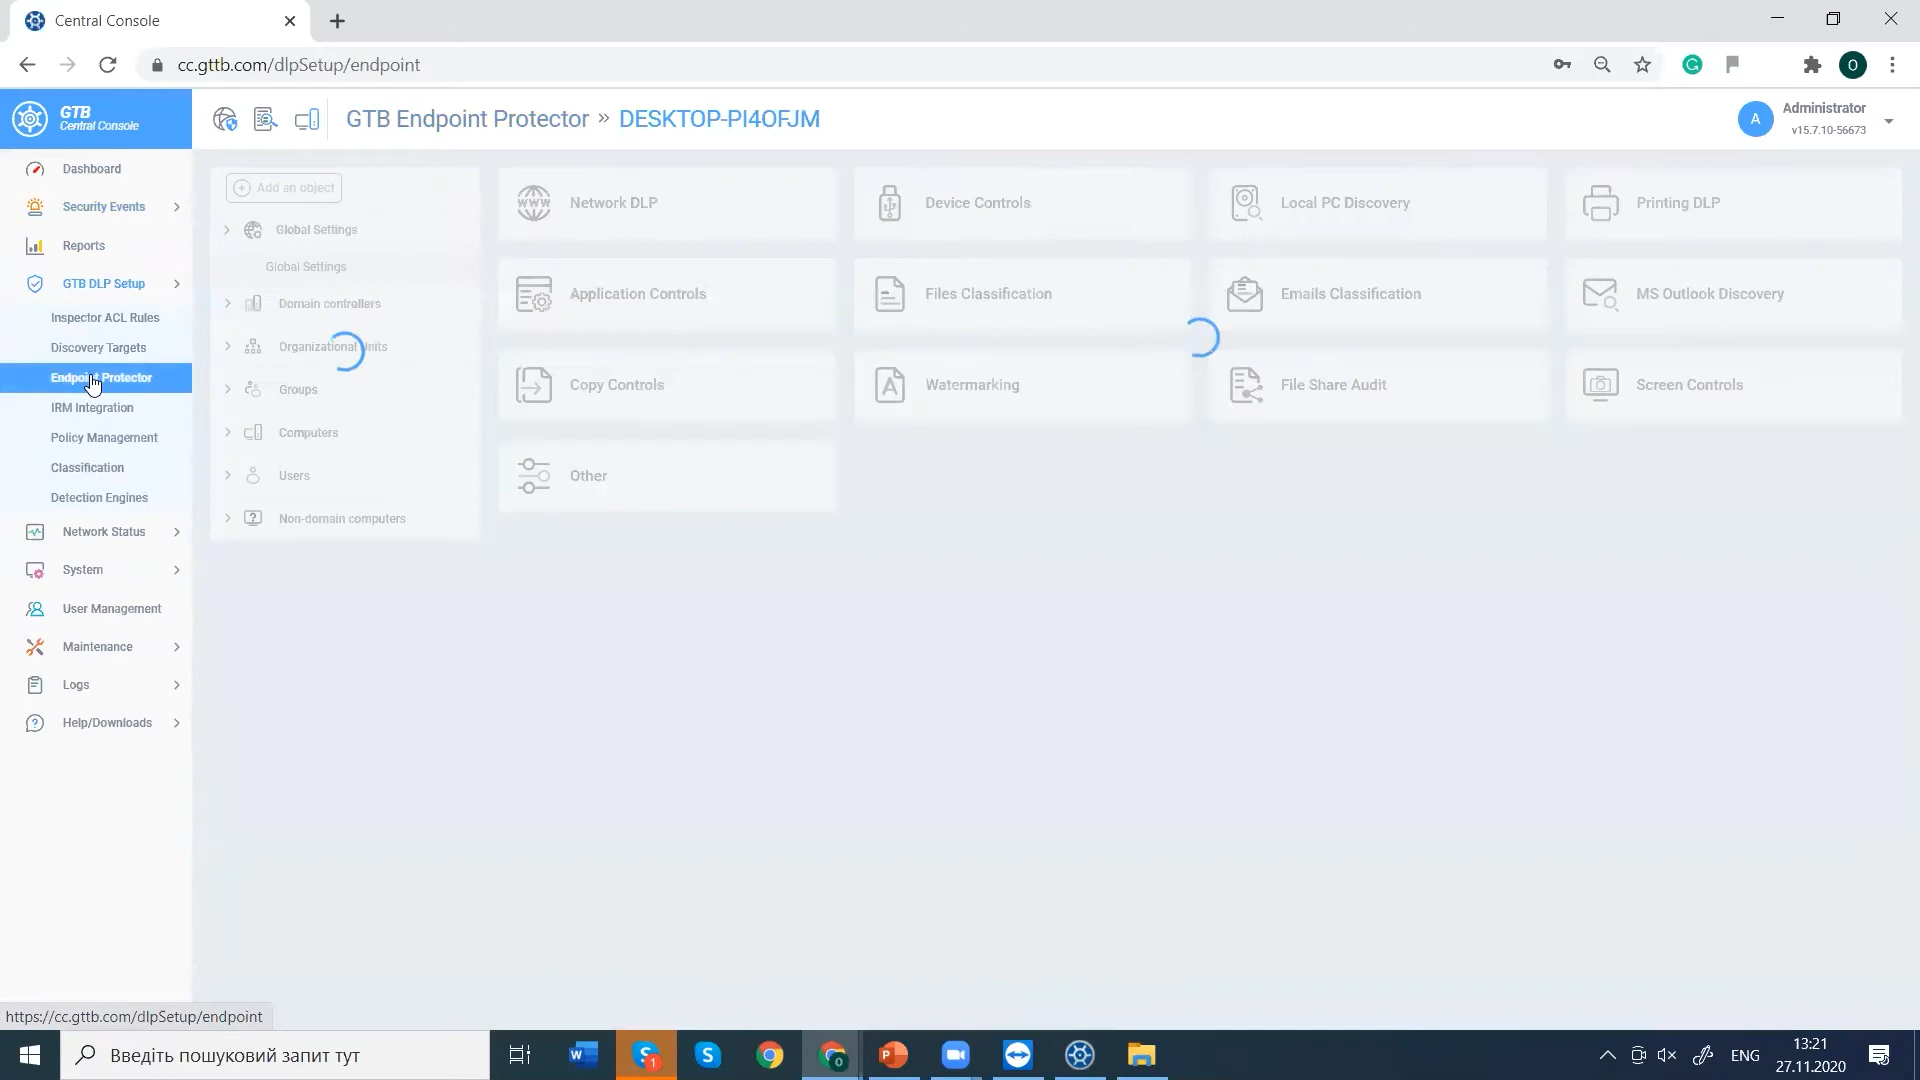 Central Console
cc.gttb.com/dlpSetup/endpoint
O
GTB
Central Console
GTB Endpoint Protector » DESKTOP-PI4OFJM
A
Administrator
v15.7.10-56673
Dashboard
Security Events
Reports
GTB DLP Setup
Inspector ACL Rules
Discovery Targets
Endpoint Protector
IRM Integration
Policy Management
Classification
Detection Engines
Network Status
System
User Management
Maintenance
Logs
Help/Downloads
Add an object
Global Settings
Global Settings
Domain controllers
Organizational Units
Groups
Computers
Users
Non-domain computers
Network DLP
Device Controls
Local PC Discovery
Printing DLP
Application Controls
Files Classification
Emails Classification
MS Outlook Discovery
Copy Controls
Watermarking
File Share Audit
Screen Controls
Other
https://cc.gttb.com/dlpSetup/endpoint
Введіть пошуковий запит тут
ENG
13:21
27.11.2020